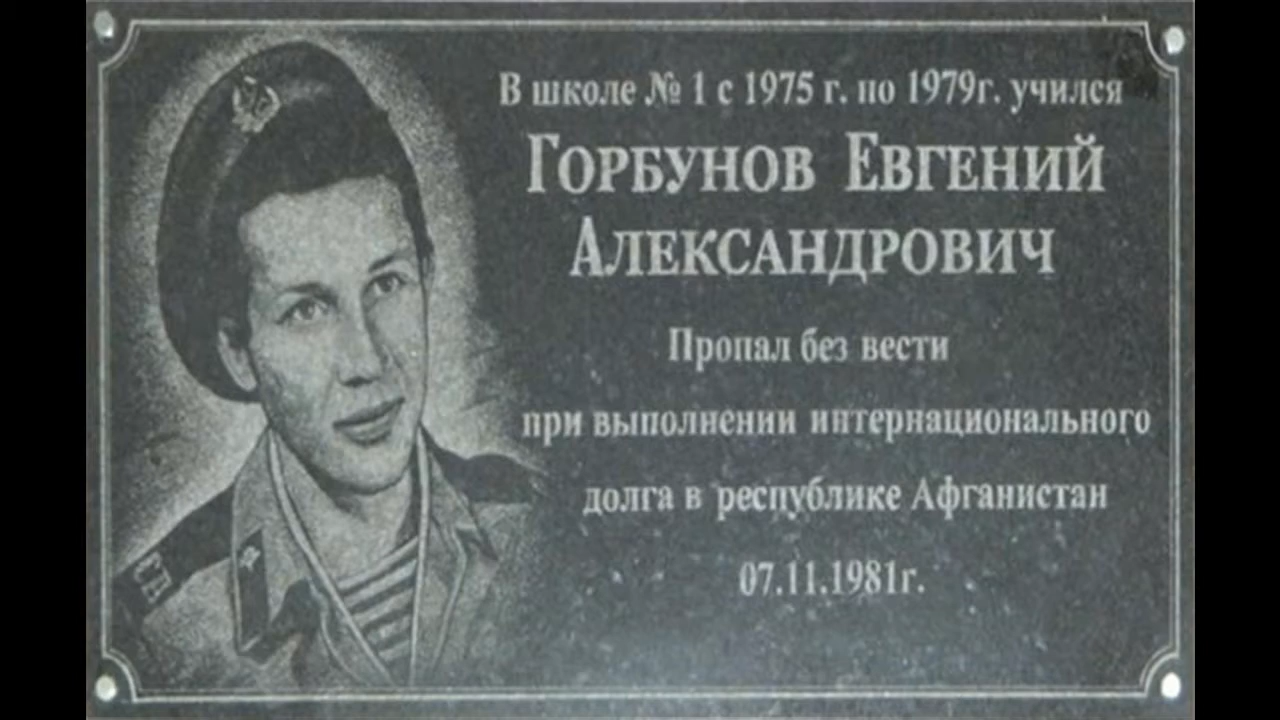 В школе № 1 с 1975 г. по 1979г. учился
ГОРБУНОВ ЕВГЕНИЙ
АЛЕКСАНДРОВИЧ
Пропал без вести
при выполнении интернационального
долга в республике Афганистан
07.11.1981г.
СА